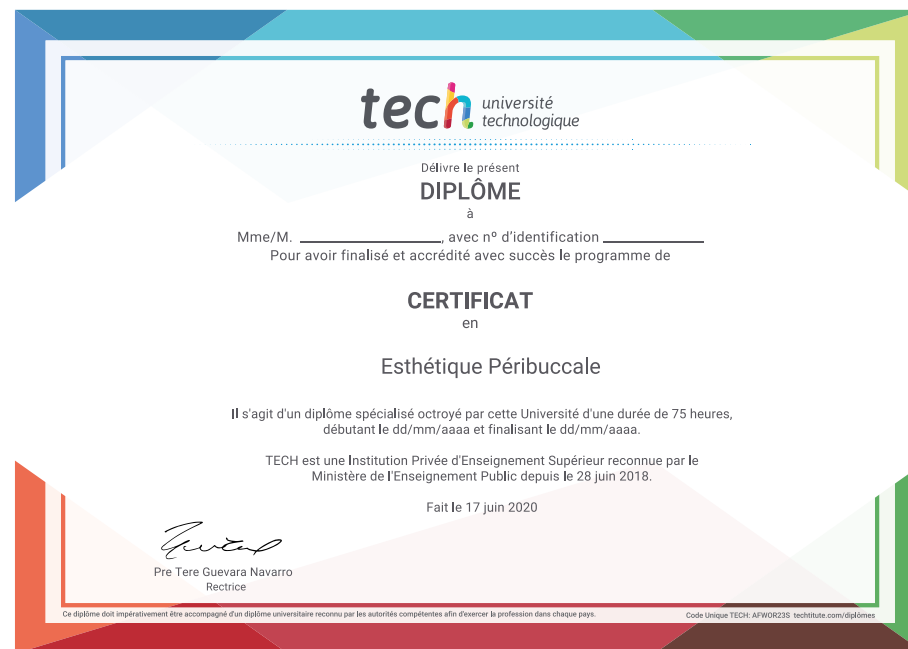 tech université
technologique
Délivre le présent
DIPLÔME
à
Mme/M. ____________________, avec nº d'identification ______________
Pour avoir finalisé et accrédité avec succès le programme de
CERTIFICAT
en
Esthétique Péribuccale
Il s'agit d'un diplôme spécialisé octroyé par cette Université d'une durée de 75 heures,
débutant le dd/mm/aaaa et finalisant le dd/mm/aaaa.
TECH est une Institution Privée d'Enseignement Supérieur reconnue par le
Ministère de l'Enseignement Public depuis le 28 juin 2018.
Fait le 17 juin 2020
Pre Tere Guevara Navarro
Rectrice
Ce diplôme doit impérativement être accompagné d'un diplôme universitaire reconnu par les autorités compétentes afin d'exercer la profession dans chaque pays.
Code Unique TECH: AFWOR23S techtitute.com/diplômes